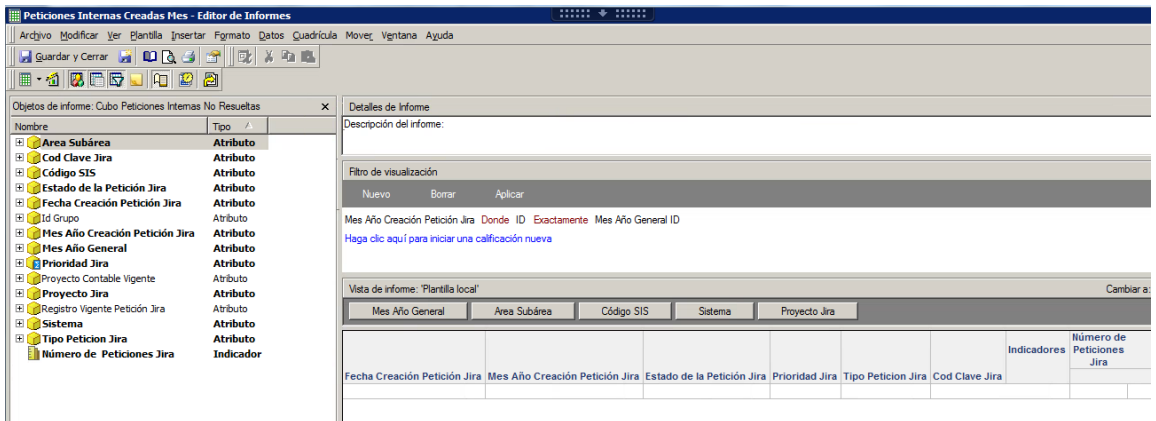 Peticiones Internas Creadas Mes - Editor de Informes
Archivo Modificar Ver Plantilla Insertar Formato Datos Cuadrícula Mover Ventana Ayuda
Guardar y Cerrar
Objetos de informe: Cubo Peticiones Internas No Resueltas x
Nombre Tipo
Area Subárea Atributo
Cod Clave Jira Atributo
Código SIS Atributo
Estado de la Petición Jira Atributo
Fecha Creación Petición Jira Atributo
Id Grupo Atributo
Mes Año Creación Petición Jira Atributo
Mes Año General Atributo
Prioridad Jira Atributo
Proyecto Contable Vigente Atributo
Proyecto Jira Atributo
Registro Vigente Petición Jira Atributo
Sistema Atributo
Tipo Peticion Jira Atributo
Número de Peticiones Jira Indicador
Detalles de Informe
Descripción del informe:
Filtro de visualización
Nuevo Borrar Aplicar
Mes Año Creación Petición Jira Donde ID Exactamente Mes Año General ID
Haga clic aquí para iniciar una calificación nueva
Vista de informe: 'Plantilla local' Cambiar a:
Mes Año General Area Subárea Código SIS Sistema Proyecto Jira
Indicadores Número de
Peticiones
Jira
Fecha Creación Petición Jira Mes Año Creación Petición Jira Estado de la Petición Jira Prioridad Jira Tipo Peticion Jira Cod Clave Jira